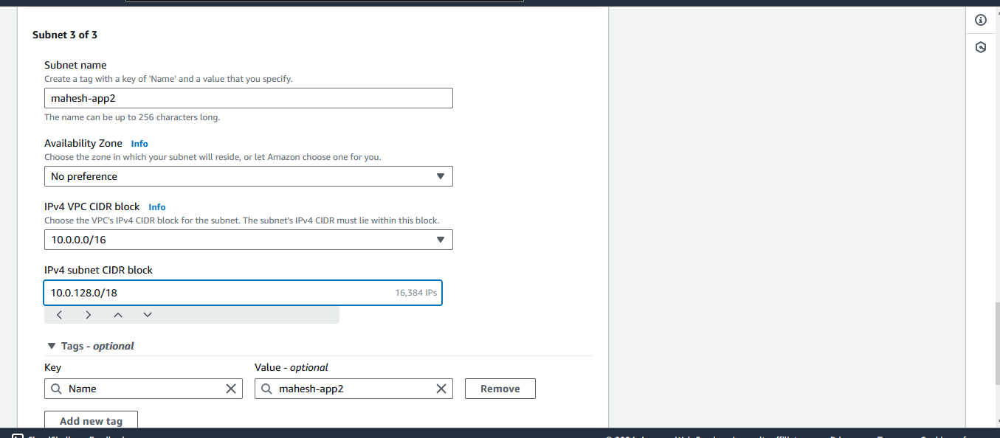 Subnet 3 of 3
Subnet name
Create a tag with a key of 'Name' and a value that you specify.
mahesh-app2
The name can be up to 256 characters long.
Availability Zone Info
Choose the zone in which your subnet will reside, or let Amazon choose one for you.
No preference
IPv4 VPC CIDR block Info
Choose the VPC's IPv4 CIDR block for the subnet. The subnet's IPv4 CIDR must lie within this block.
10.0.0.0/16
IPv4 subnet CIDR block
10.0.128.0/18 16,384 IPs
Tags - optional
Key Value - optional
Name mahesh-app2 Remove
Add new tag